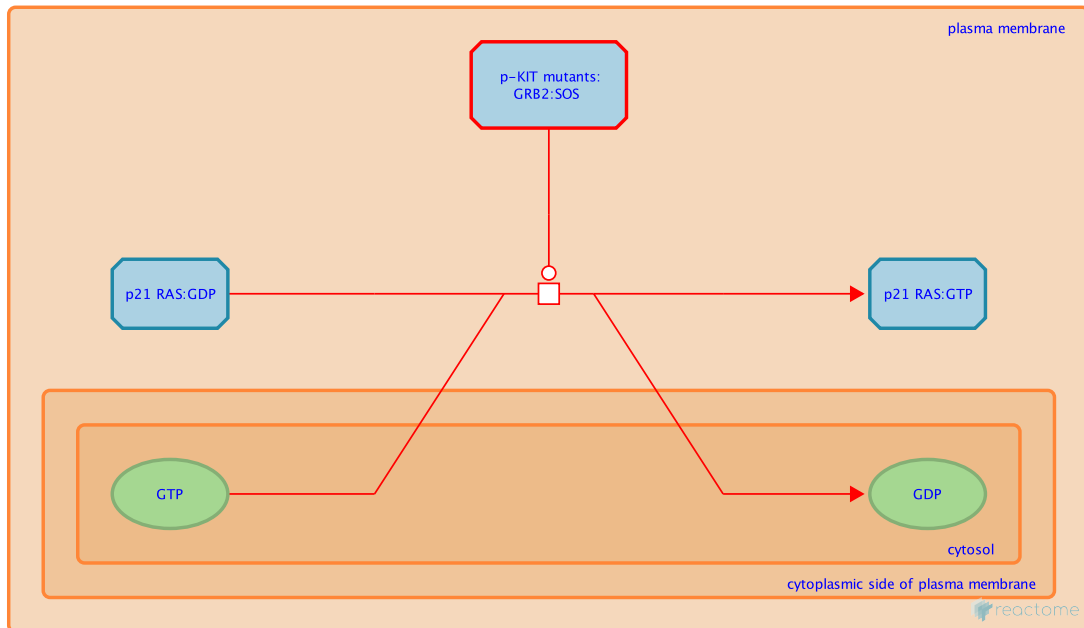 plasma membrane
p-KIT mutants:
GRB2:SOS
p21 RAS:GDP
p21 RAS:GTP
GTP
GDP
cytosol
cytoplasmic side of plasma membrane
reactome